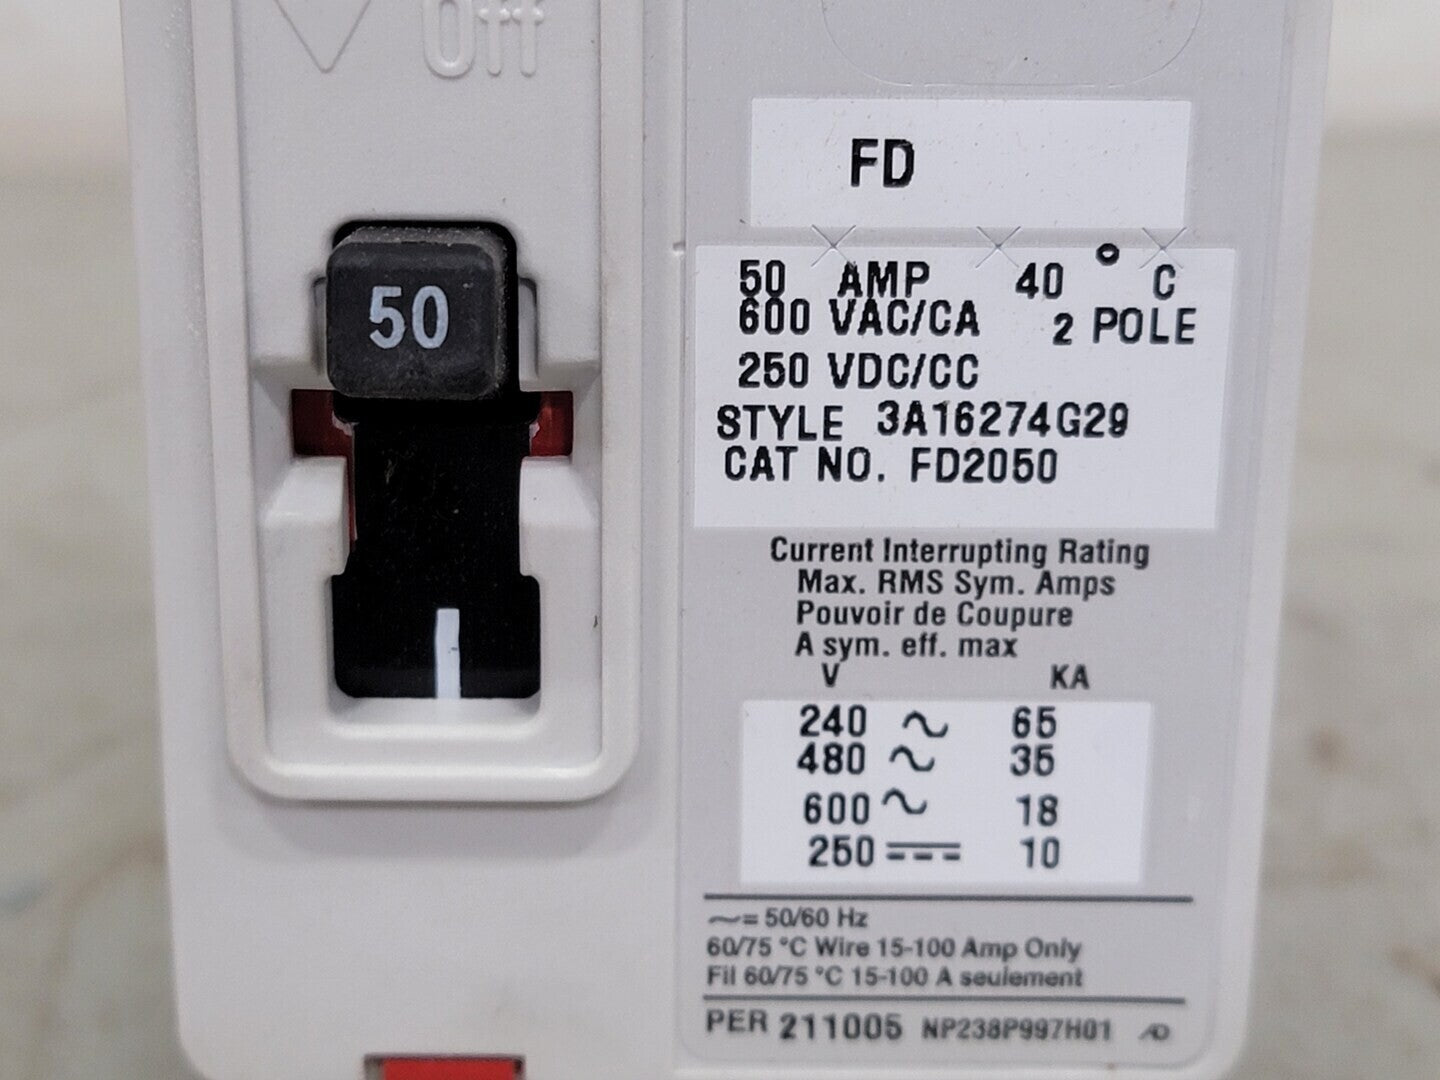 Off
50
FD
50 AMP 40 ° C
600 VAC/CA 2 POLE
250 VDC/CC
STYLE 3A16274G29
CAT NO. FD2050
Current Interrupting Rating
Max. RMS Sym. Amps
Pouvoir de Coupure
A sym. eff. max
V KA
240 ~ 65
480 ~ 35
600 ~ 18
250 ⎓ 10
~= 50/60 Hz
60/75 °C Wire 15-100 Amp Only
Fil 60/75 °C 15-100 A seulement
PER 211005 NP238P997H01